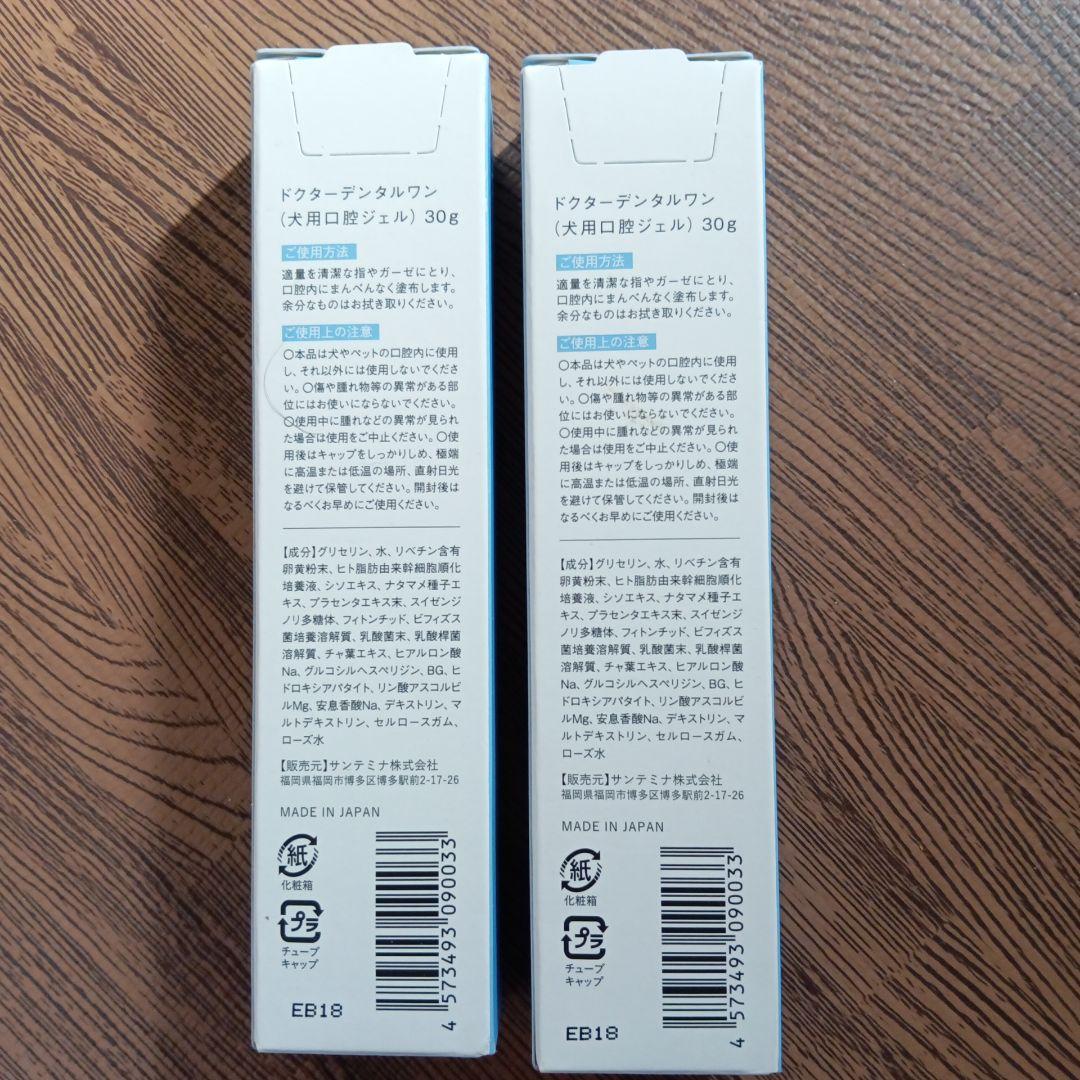 ドクターデンタルワン
（犬用口腔ジェル）30g
ご使用方法
適量を清潔な指やガーゼにとり、
口腔内にまんべんなく塗布します。
余分なものはお拭き取りください。
ご使用上の注意
〇本品は犬やペットの口腔内に使用
し、それ以外には使用しないでくださ
い。〇傷や腫れ物等の異常がある部
位にはお使いにならないでください。
〇使用中に腫れなどの異常が見られ
た場合は使用をご中止ください。〇使
用後はキャップをしっかりしめ、極端
に高温または低温の場所、直射日光
を避けて保管してください。開封後は
なるべくお早めにご使用ください。
【成分】グリセリン、水、リベチン含有
卵黄粉末、ヒト脂肪由来幹細胞順化
培養液、シソエキス、ナタマメ種子エ
キス、プラセンタエキス末、スイゼンジ
ノリ多糖体、フィトンチッド、ビフィズス
菌培養溶解質、乳酸菌末、乳酸桿菌
溶解質、チャ葉エキス、ヒアルロン酸
Na、グルコシルヘスペリジン、BG、ヒ
ドロキシアパタイト、リン酸アスコルビ
ルMg、安息香酸Na、デキストリン、マ
ルトデキストリン、セルロースガム、
ローズ水
【販売元】サンテミナ株式会社
福岡県福岡市博多区博多駅前2-17-26
MADE IN JAPAN
紙
化粧箱
プラ
チューブ
キャップ
4 573493 090033
EB18
ドクターデンタルワン
（犬用口腔ジェル）30g
ご使用方法
適量を清潔な指やガーゼにとり、
口腔内にまんべんなく塗布します。
余分なものはお拭き取りください。
ご使用上の注意
〇本品は犬やペットの口腔内に使用
し、それ以外には使用しないでくださ
い。〇傷や腫れ物等の異常がある部
位にはお使いにならないでください。
〇使用中に腫れなどの異常が見られ
た場合は使用をご中止ください。〇使
用後はキャップをしっかりしめ、極端
に高温または低温の場所、直射日光
を避けて保管してください。開封後は
なるべくお早めにご使用ください。
【成分】グリセリン、水、リベチン含有
卵黄粉末、ヒト脂肪由来幹細胞順化
培養液、シソエキス、ナタマメ種子エ
キス、プラセンタエキス末、スイゼンジ
ノリ多糖体、フィトンチッド、ビフィズス
菌培養溶解質、乳酸菌末、乳酸桿菌
溶解質、チャ葉エキス、ヒアルロン酸
Na、グルコシルヘスペリジン、BG、ヒ
ドロキシアパタイト、リン酸アスコルビ
ルMg、安息香酸Na、デキストリン、マ
ルトデキストリン、セルロースガム、
ローズ水
【販売元】サンテミナ株式会社
福岡県福岡市博多区博多駅前2-17-26
MADE IN JAPAN
紙
化粧箱
プラ
チューブ
キャップ
4 573493 090033
EB18